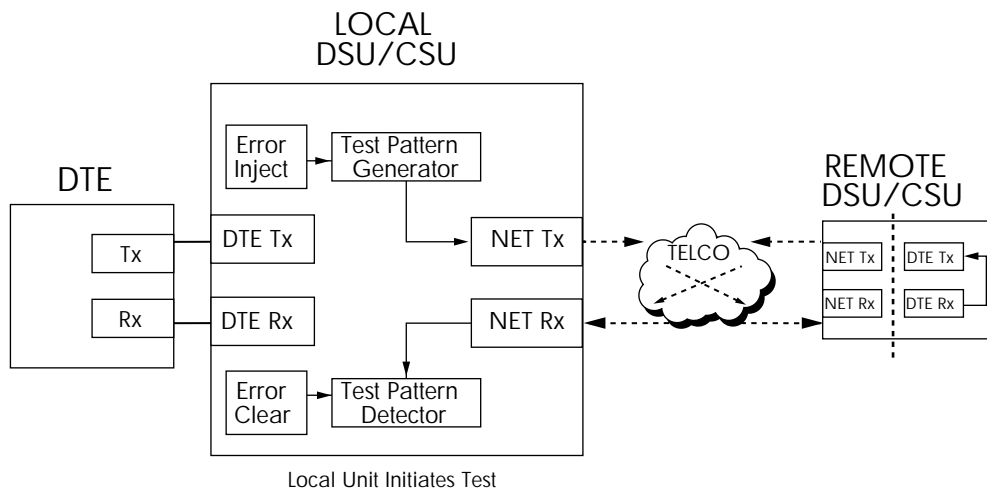 LOCAL
DSU/CSU
Error
Inject
Test Pattern
Generator
DTE
Tx
Rx
DTE Tx
DTE Rx
NET Tx
NET Rx
Error
Clear
Test Pattern
Detector
TELCO
REMOTE
DSU/CSU
NET Tx
DTE Tx
NET Rx
DTE Rx
Local Unit Initiates Test